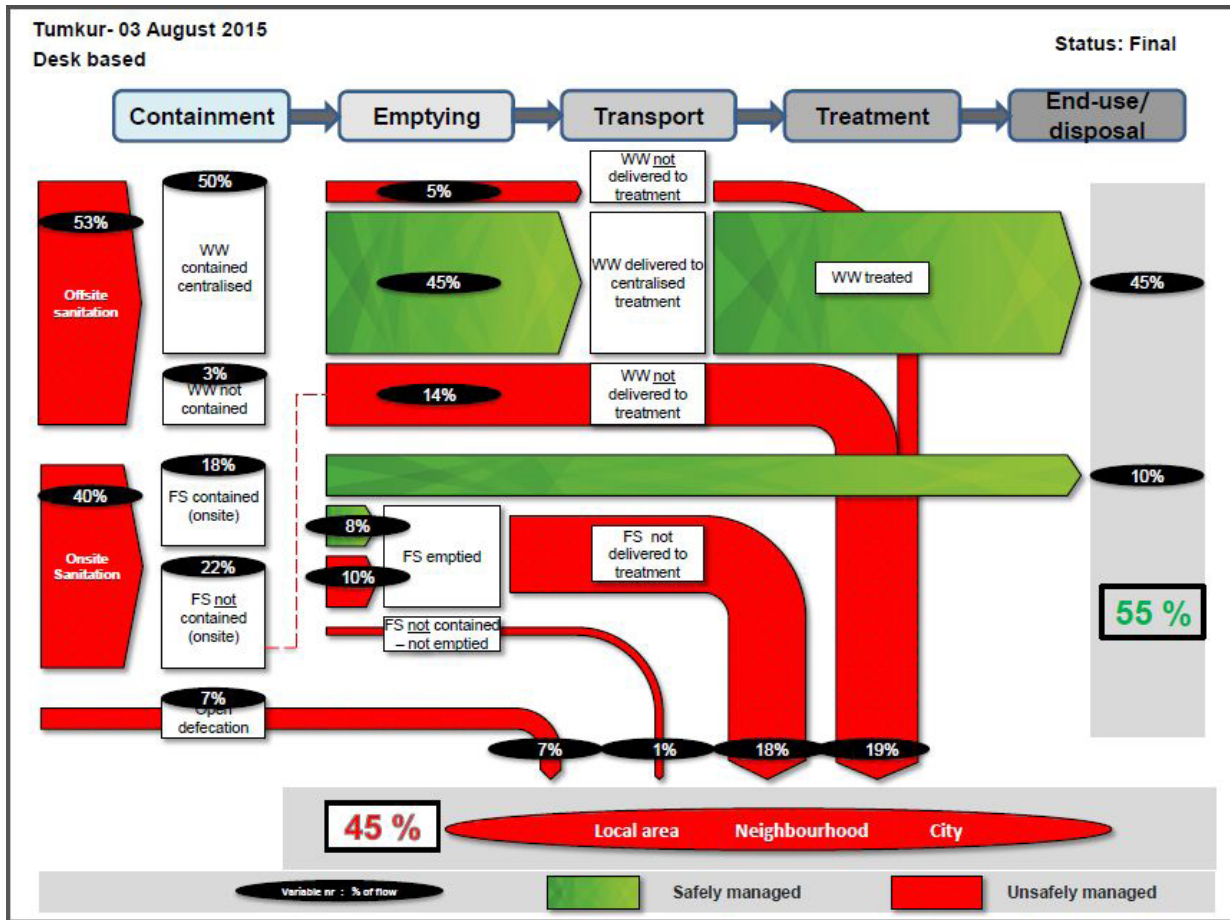 Tumkur- 03 August 2015
Desk based
Status: Final
Containment
Emptying
Transport
Treatment
End-use/
disposal
53%
Offsite
sanitation
50%
WW
contained
centralised
3%
WW not
contained
5%
WW not
delivered to
treatment
45%
WW delivered to
centralised
treatment
WW treated
45%
14%
WW not
delivered to
treatment
40%
Onsite
Sanitation
18%
FS contained
(onsite)
22%
FS not
contained
(onsite)
10%
8%
10%
FS emptied
FS not
delivered to
treatment
FS not contained
– not emptied
55 %
7%
Open
defecation
7%
1%
18%
19%
45 %
Local area
Neighbourhood
City
Variable nr : % of flow
Safely managed
Unsafely managed